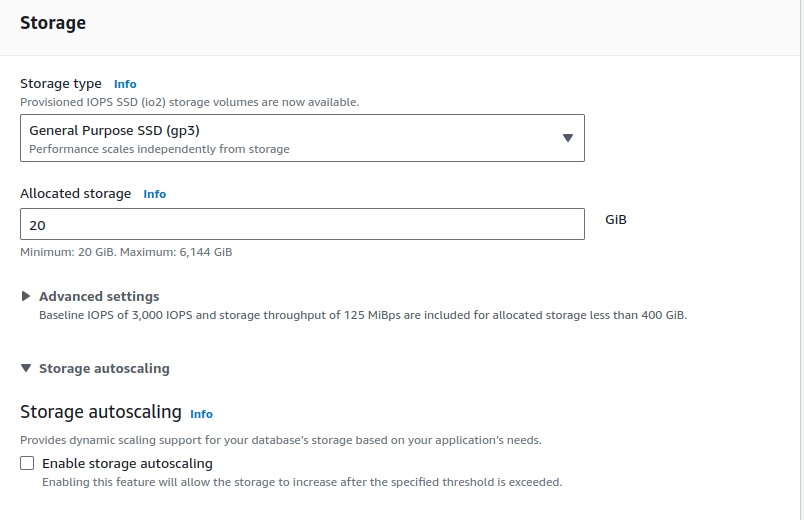 Storage
Storage type Info
Provisioned IOPS SSD (io2) storage volumes are now available.
General Purpose SSD (gp3)
Performance scales independently from storage
Allocated storage Info
20
GiB
Minimum: 20 GiB. Maximum: 6,144 GiB
Advanced settings
Baseline IOPS of 3,000 IOPS and storage throughput of 125 MiBps are included for allocated storage less than 400 GiB.
Storage autoscaling
Storage autoscaling Info
Provides dynamic scaling support for your database's storage based on your application's needs.
Enable storage autoscaling
Enabling this feature will allow the storage to increase after the specified threshold is exceeded.